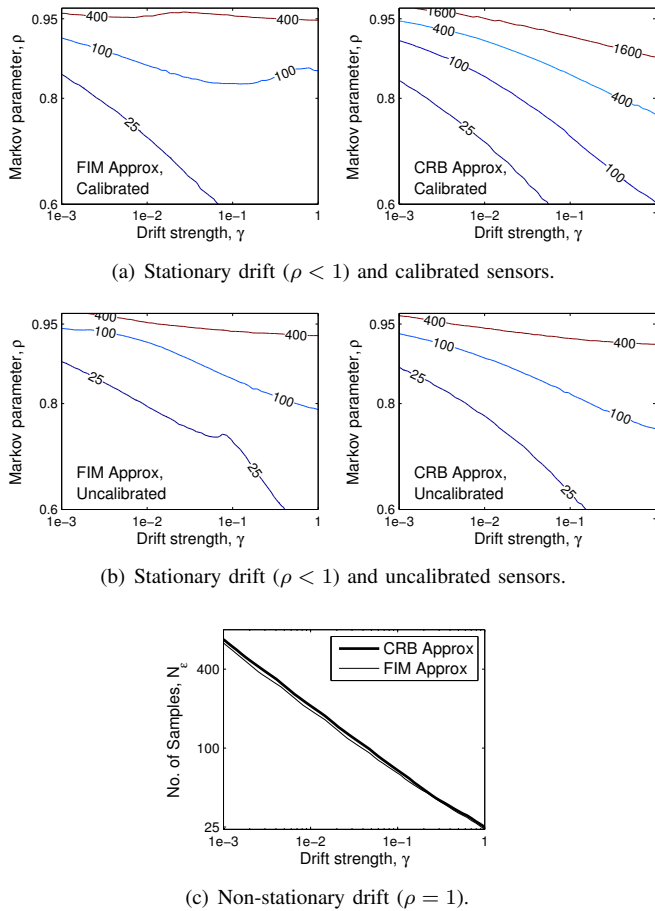 0.95
0.8
0.6
Markov parameter, ρ
400
400
100
100
25
FIM Approx,
Calibrated
1e−3
1e−2
1e−1
1
Drift strength, γ
0.95
0.8
0.6
Markov parameter, ρ
1600
1600
400
400
100
100
25
CRB Approx,
Calibrated
1e−3
1e−2
1e−1
1
Drift strength, γ
(a) Stationary drift (ρ < 1) and calibrated sensors.
0.95
0.8
0.6
Markov parameter, ρ
400
400
100
100
25
25
FIM Approx,
Uncalibrated
1e−3
1e−2
1e−1
1
Drift strength, γ
0.95
0.8
0.6
Markov parameter, ρ
400
400
100
100
25
25
CRB Approx,
Uncalibrated
1e−3
1e−2
1e−1
1
Drift strength, γ
(b) Stationary drift (ρ < 1) and uncalibrated sensors.
No. of Samples, Nε
400
100
25
CRB Approx
FIM Approx
1e−3
1e−2
1e−1
1
Drift strength, γ
(c) Non-stationary drift (ρ = 1).